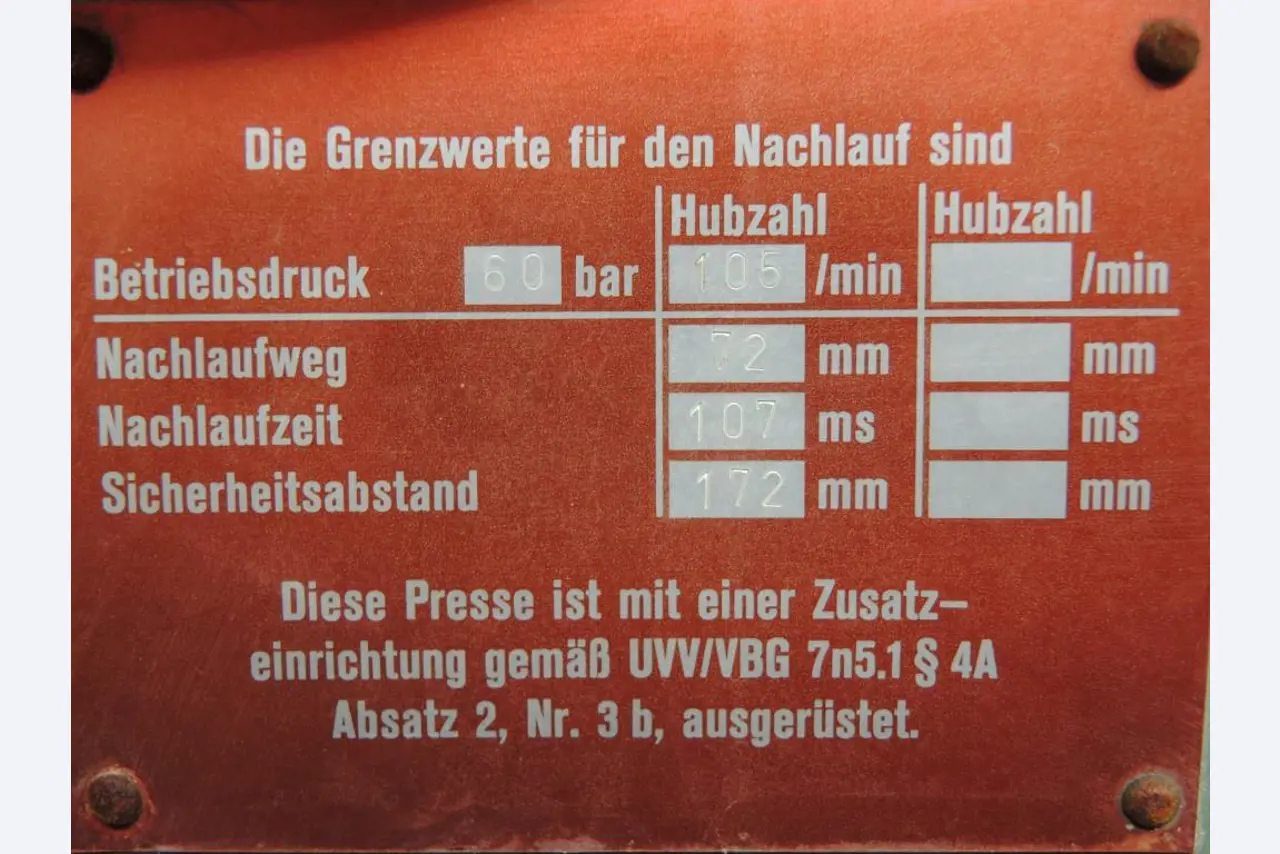 Die Grenzwerte für den Nachlauf sind
Hubzahl Hubzahl
Betriebsdruck 60 bar 105 /min /min
Nachlaufweg 72 mm mm
Nachlaufzeit 107 ms ms
Sicherheitsabstand 172 mm mm
Diese Presse ist mit einer Zusatz–
einrichtung gemäß UVV/VBG 7n5.1 § 4A
Absatz 2, Nr. 3 b, ausgerüstet.